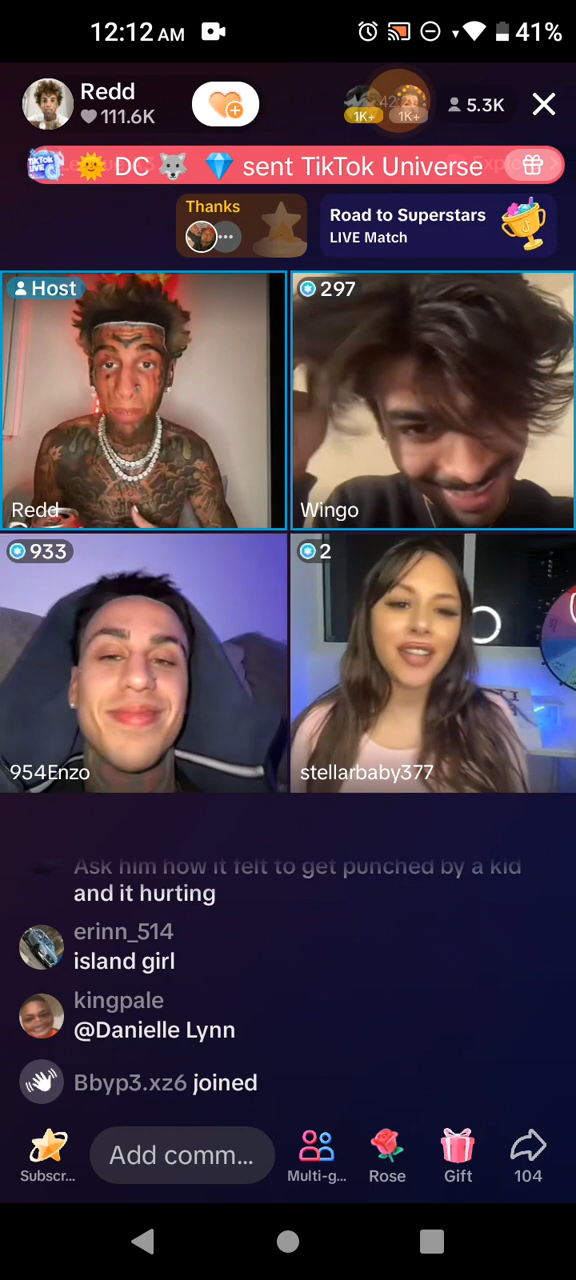 12:12 AM
41%
Redd
111.6K
1K+
1K+
5.3K
DC sent TikTok Universe
Thanks
Road to Superstars
LIVE Match
Host
297
Redd
Wingo
933
2
954Enzo
stellarbaby377
Ask him how it felt to get punched by a kid
and it hurting
erinn_514
island girl
kingpale
@Danielle Lynn
Bbyp3.xz6 joined
Add comm...
Subscr...
Multi-g...
Rose
Gift
104